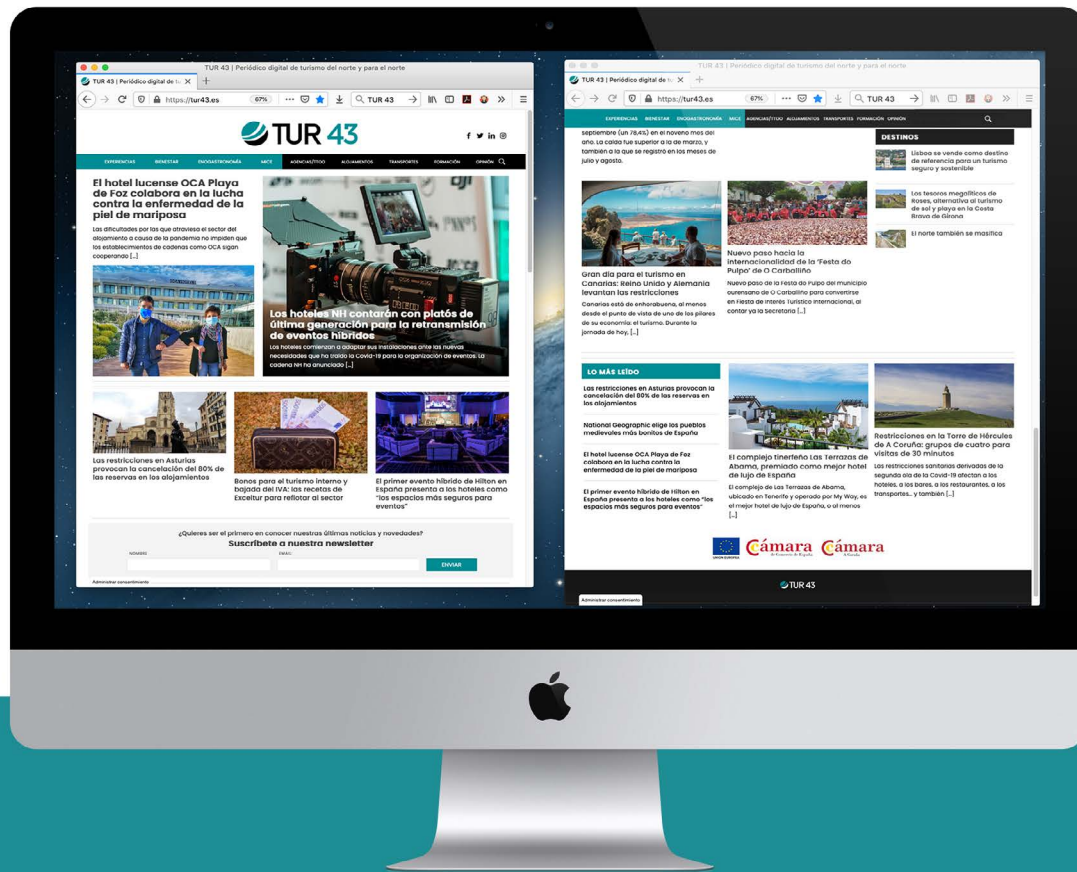 TUR 43 | Periódico digital de turismo del norte y para el norte
TUR 43 | Periódico digital de tu
https://tur43.es
67%
TUR 43
TUR 43
EXPERIENCIAS BIENESTAR ENOGASTRONOMÍA MICE AGENCIAS/TTOO ALOJAMIENTOS TRANSPORTES FORMACIÓN OPINIÓN
El hotel lucense OCA Playa
de Foz colabora en la lucha
contra la enfermedad de la
piel de mariposa
Las dificultades por las que atraviesa el sector del
alojamiento a causa de la pandemia no impiden que
los establecimientos de cadenas como OCA sigan
cooperando [...]
Los hoteles NH contarán con platós de
última generación para la retransmisión
de eventos híbridos
Los hoteles comienzan a adaptar sus instalaciones ante las nuevas
necesidades que ha traído la Covid-19 para la organización de eventos. La
cadena NH ha anunciado [...]
Las restricciones en Asturias
provocan la cancelación del 80% de
las reservas en los alojamientos
Bonos para el turismo interno y
bajada del IVA: las recetas de
Exceltur para reflotar al sector
El primer evento híbrido de Hilton en
España presenta a los hoteles como
“los espacios más seguros para
eventos”
¿Quieres ser el primero en conocer nuestras últimas noticias y novedades?
Suscríbete a nuestra newsletter
NOMBRE
EMAIL
ENVIAR
Administrar consentimiento
TUR 43 | Periódico digital de turismo del norte y para el norte
TUR 43 | Periódico digital de tu
https://tur43.es
67%
TUR 43
EXPERIENCIAS BIENESTAR ENOGASTRONOMÍA MICE AGENCIAS/TTOO ALOJAMIENTOS TRANSPORTES FORMACIÓN OPINIÓN
septiembre (un 78,4%) en el noveno mes del
año. La caída fue superior a la de marzo, y
también a la que se registró en los meses de
julio y agosto.
DESTINOS
Lisboa se vende como destino
de referencia para un turismo
seguro y sostenible
Los tesoros megalíticos de
Roses, alternativa al turismo
de sol y playa en la Costa
Brava de Girona
El norte también se masifica
Gran día para el turismo en
Canarias: Reino Unido y Alemania
levantan las restricciones
Canarias está de enhorabuena, al menos
desde el punto de vista de uno de los pilares
de su economía: el turismo. Durante la
jornada de hoy, [...]
Nuevo paso hacia la
internacionalidad de la ‘Festa do
Pulpo’ de O Carballiño
Nuevo paso de la Festa do Pulpo del municipio
ourensano de O Carballiño para convertirse
en Fiesta de Interés Turístico Internacional, al
contar ya la Secretaría [...]
LO MÁS LEÍDO
Las restricciones en Asturias provocan la
cancelación del 80% de las reservas en
los alojamientos
National Geographic elige los pueblos
medievales más bonitos de España
El hotel lucense OCA Playa de Foz
colabora en la lucha contra la
enfermedad de la piel de mariposa
El primer evento híbrido de Hilton en
España presenta a los hoteles como “los
espacios más seguros para eventos”
El complejo tinerfeño Las Terrazas de
Abama, premiado como mejor hotel
de lujo de España
El complejo de Las Terrazas de Abama,
ubicado en Tenerife y operado por My Way, es
el mejor hotel de lujo de España, o al menos
[...]
Restricciones en la Torre de Hércules
de A Coruña: grupos de cuatro para
visitas de 30 minutos
Las restricciones sanitarias derivadas de la
segunda ola de la Covid-19 afectan a los
hoteles, a los bares, a los restaurantes, a los
transportes… y también [...]
UNIÓN EUROPEA
Cámara
de Comercio de España
Cámara
TUR 43
Administrar consentimiento